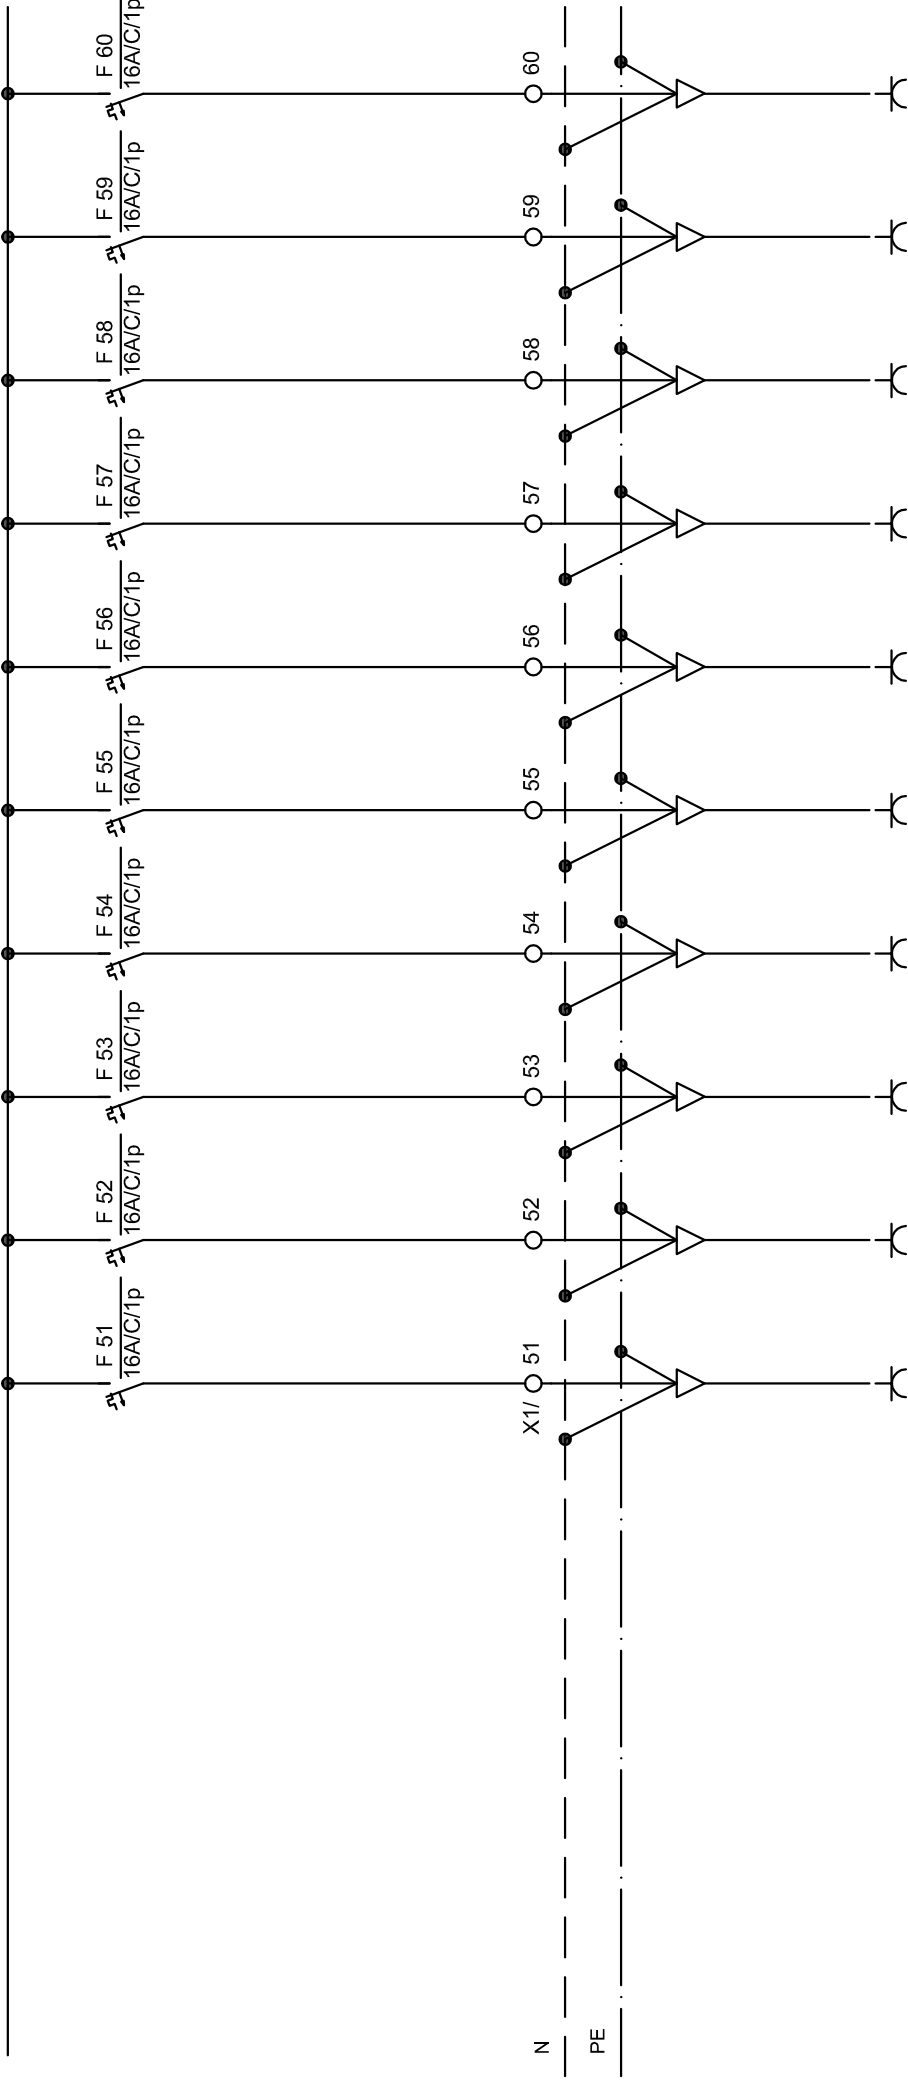 F 51
16A/C/1p
F 52
16A/C/1p
F 53
16A/C/1p
F 54
16A/C/1p
F 55
16A/C/1p
F 56
16A/C/1p
F 57
16A/C/1p
F 58
16A/C/1p
F 59
16A/C/1p
F 60
16A/C/1p
X1/ 51
52
53
54
55
56
57
58
59
60
N
PE